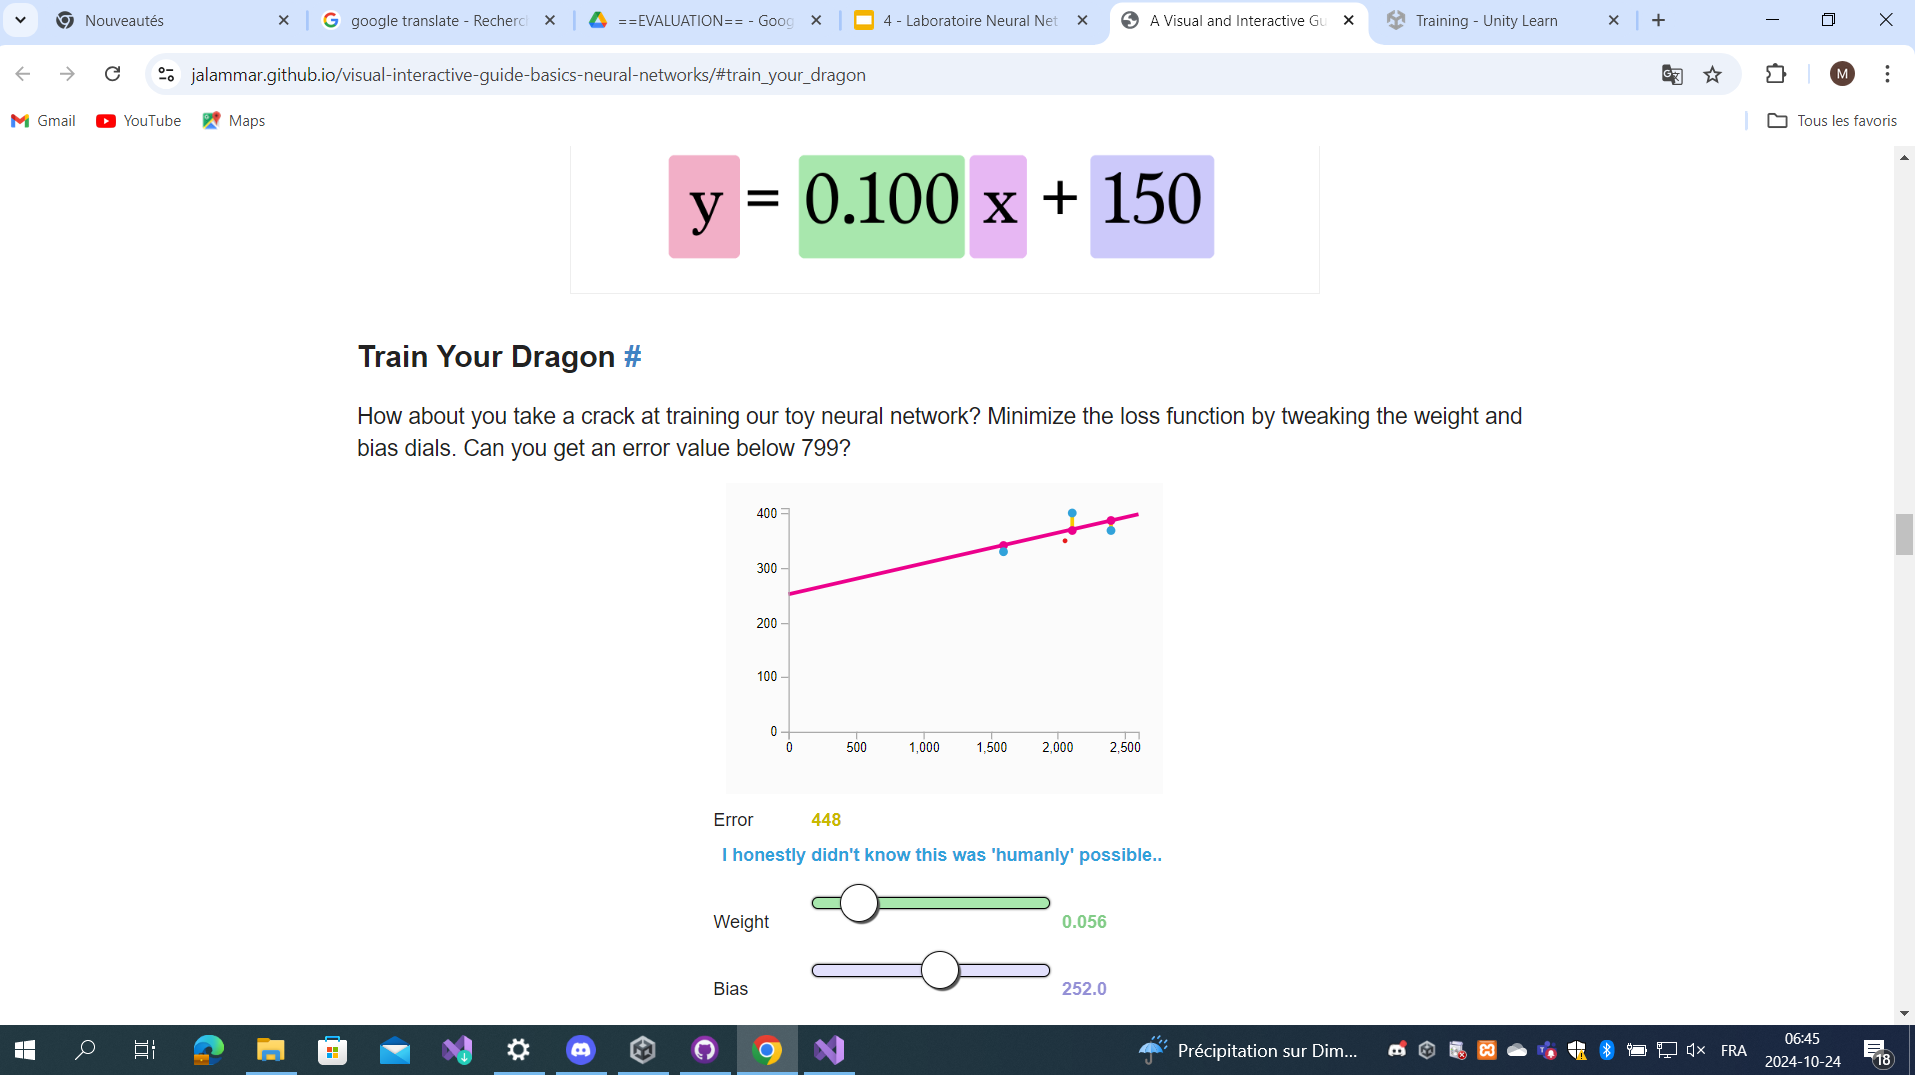 Nouveautés
google translate - Recherc
==EVALUATION== - Goog
4 - Laboratoire Neural Net
A Visual and Interactive Gu
Training - Unity Learn
jalammar.github.io/visual-interactive-guide-basics-neural-networks/#train_your_dragon
M
Gmail
YouTube
Maps
Tous les favoris
y = 0.100 x + 150
Train Your Dragon #
How about you take a crack at training our toy neural network? Minimize the loss function by tweaking the weight and
bias dials. Can you get an error value below 799?
400
300
200
100
0
0 500 1,000 1,500 2,000 2,500
Error 448
I honestly didn't know this was 'humanly' possible..
Weight 0.056
Bias 252.0
Précipitation sur Dim...
FRA
06:45
2024-10-24
18